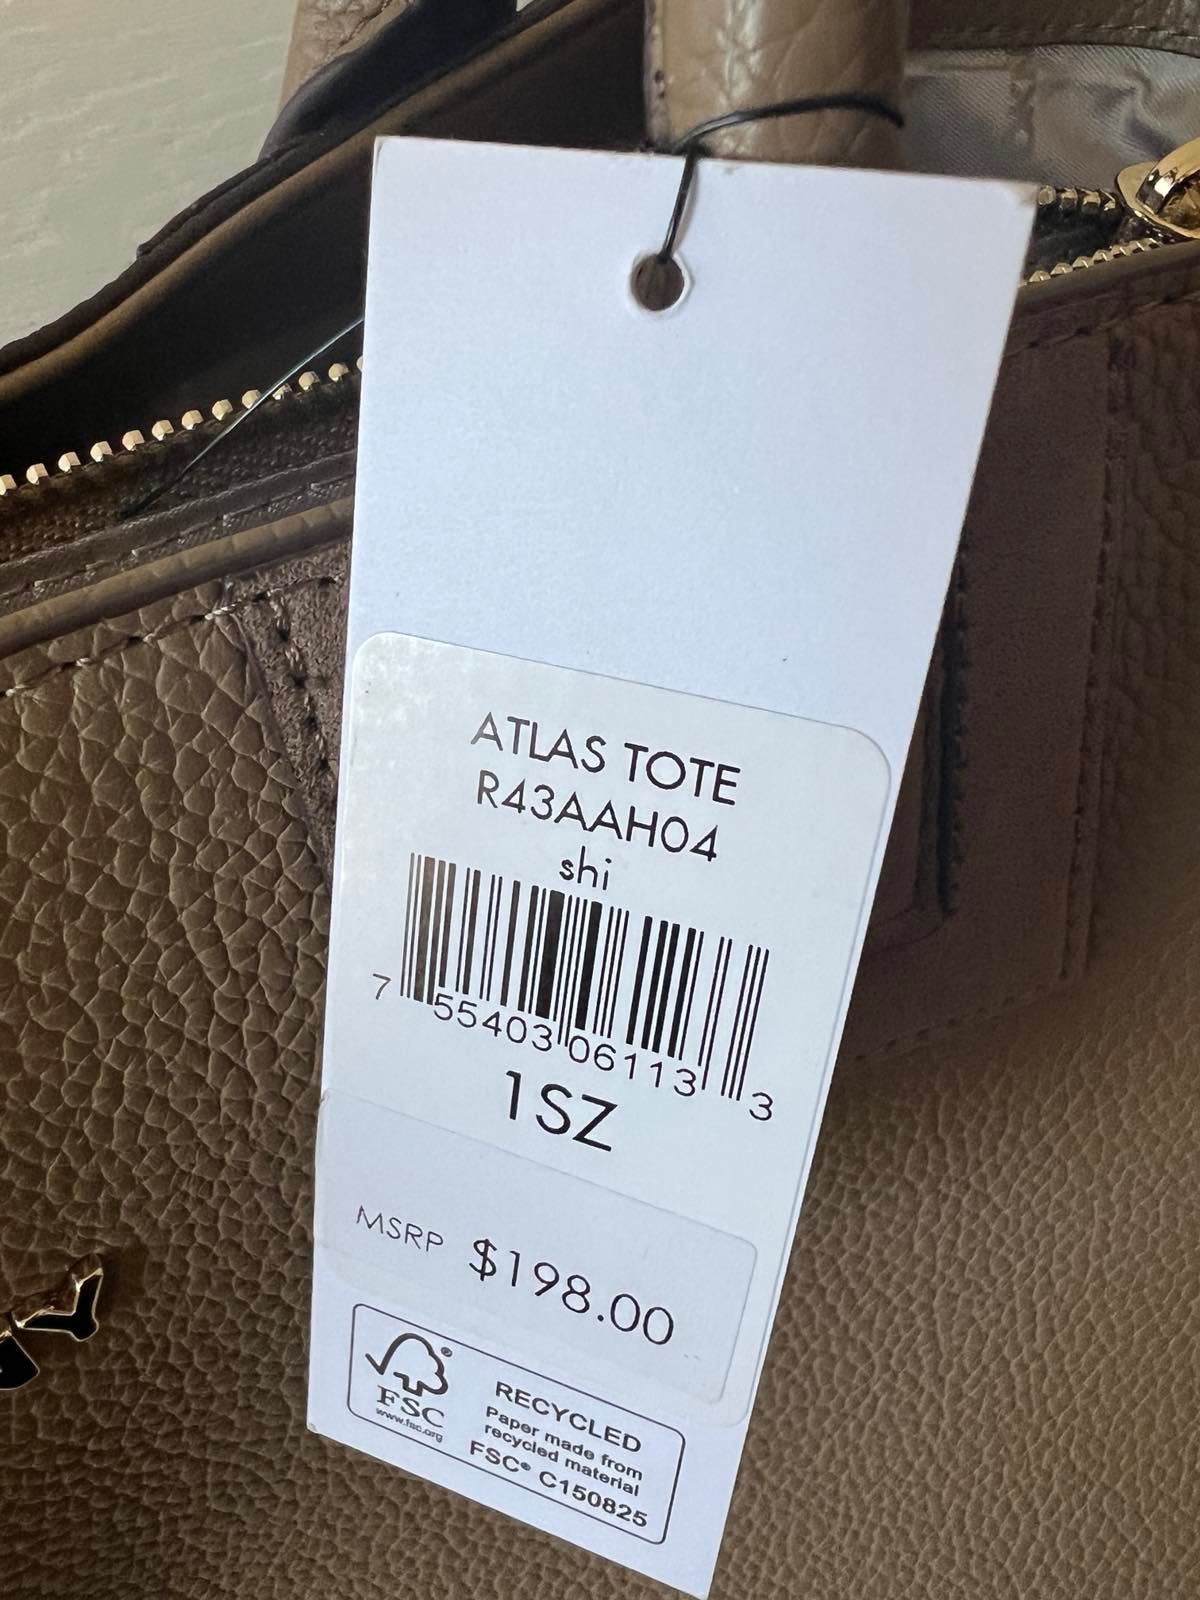 ATLAS TOTE
R43AAH04
shi
7 55403 06113 3
1SZ
MSRP $198.00
FSC
www.fsc.org
RECYCLED
Paper made from
recycled material
FSC® C150825